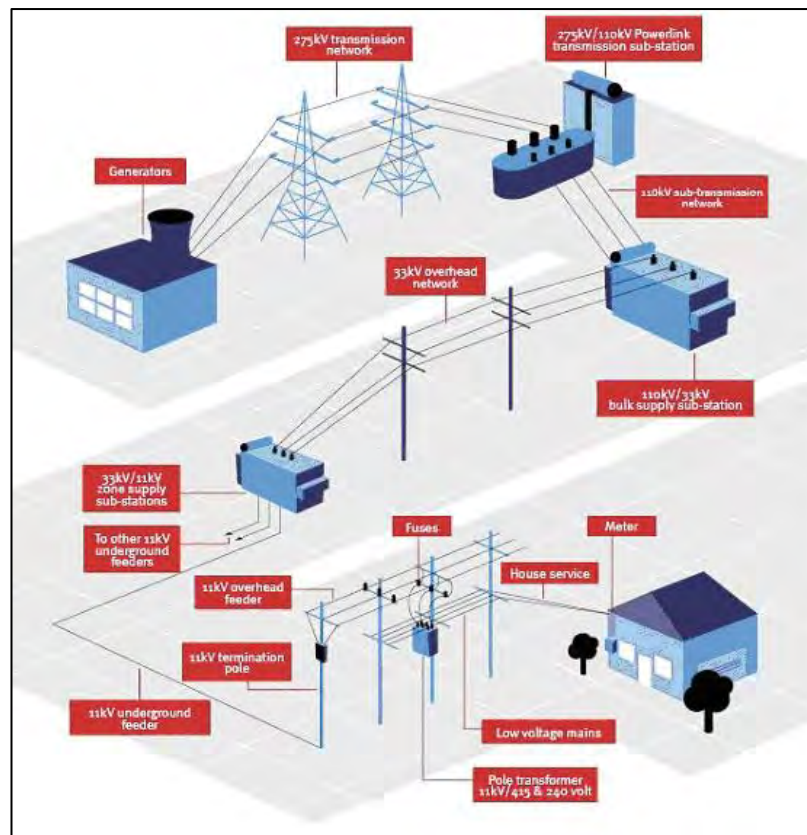 275kV transmission
network
275kV/110kV Powerlink
transmission sub-station
Generators
110kV sub-transmission
network
33kV overhead
network
110kV/33kV
bulk supply sub-station
33kV/11kV
zone supply
sub-stations
To other 11kV
underground
feeders
Fuses
Meter
House service
11kV overhead
feeder
11kV termination
pole
11kV underground
feeder
Low voltage mains
Pole transformer
11kV/415 & 240 volt